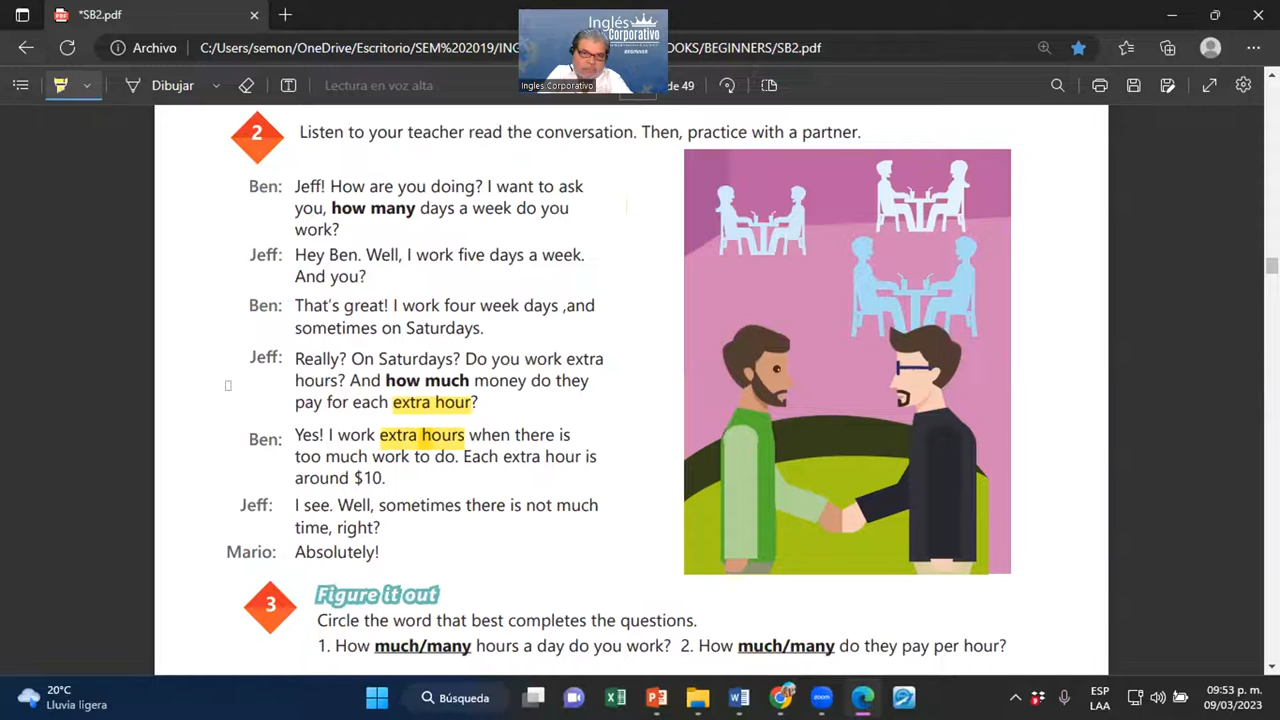 *SB2.pdf
Archivo
C:/Users/semon/OneDrive/Escritorio/SEM%202019/ING
OOKS/BEGINNERS/SB2.pdf
Inglés
Corporativo
BEGINNER
Ingles Corporativo
Dibujar
Lectura en voz alta
de 49
2
Listen to your teacher read the conversation. Then, practice with a partner.
Ben: Jeff! How are you doing? I want to ask
you, how many days a week do you
work?
Jeff: Hey Ben. Well, I work five days a week.
And you?
Ben: That's great! I work four week days ,and
sometimes on Saturdays.
Jeff: Really? On Saturdays? Do you work extra
hours? And how much money do they
pay for each extra hour?
Ben: Yes! I work extra hours when there is
too much work to do. Each extra hour is
around $10.
Jeff: I see. Well, sometimes there is not much
time, right?
Mario: Absolutely!
3
Figure it out
Circle the word that best completes the questions.
1. How much/many hours a day do you work? 2. How much/many do they pay per hour?
20°C
Lluvia ligera
Búsqueda
zoom
ESP
LAA
09:53 p. m.
09/03/2023